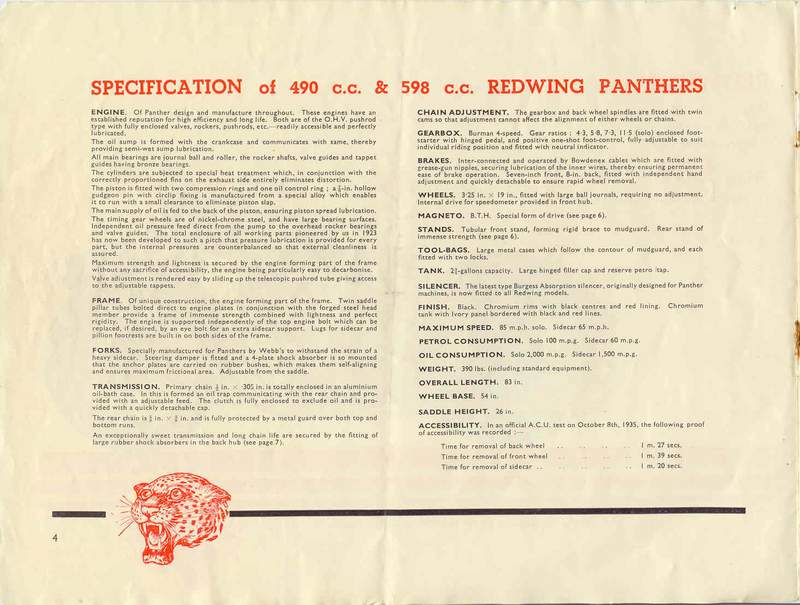 SPECIFICATION of 490 c.c. & 598 c.c. REDWING PANTHERS
ENGINE. Of Panther design and manufacture throughout. These engines have an
established reputation for high efficiency and long life. Both are of the O.H.V. pushrod
type with fully enclosed valves, rockers, pushrods, etc.—readily accessible and perfectly
lubricated.
The oil sump is formed with the crankcase and communicates with same, thereby
providing semi-wet sump lubrication.
All main bearings are journal ball and roller, the rocker shafts, valve guides and tappet
guides having bronze bearings.
The cylinders are subjected to special heat treatment which, in conjunction with the
correctly proportioned fins on the exhaust side entirely eliminates distortion.
The piston is fitted with two compression rings and one oil control ring ; a in. hollow
gudgeon pin with circlip fixing is manufactured from a special alloy which enables
it to run with a small clearance to eliminate piston slap.
The main supply of oil is fed to the back of the piston, ensuring piston spread lubrication.
The timing gear wheels are of nickel-chrome steel, and have large bearing surfaces.
Independent oil pressure feed direct from the pump to the overhead rocker bearings
and valve guides. The total enclosure of all working parts pioneered by us in 1923
has now been developed to such a pitch that pressure lubrication is provided for every
part, but the internal pressures are counterbalanced so that external cleanliness is
assured.
Maximum strength and lightness is secured by the engine forming part of the frame
without any sacrifice of accessibility, the engine being particularly easy to decarbonise.
Valve adjustment is rendered easy by sliding up the telescopic pushrod tube giving access
to the adjustable tappets.
FRAME. Of unique construction, the engine forming part of the frame. Twin saddle
pillar tubes bolted direct to engine plates in conjunction with the forged steel head
member provide a frame of immense strength combined with lightness and perfect
rigidity. The engine is supported independently of the top engine bolt which can be
replaced, if desired, by an eye bolt for an extra sidecar support. Lugs for sidecar and
pillion footrests are built in on both sides of the frame.
FORKS. Specially manufactured for Panthers by Webb's to withstand the strain of a
heavy sidecar. Steering damper is fitted and a 4-plate shock absorber is so mounted
that the anchor plates are carried on rubber bushes, which makes them self-aligning
and ensures maximum frictional area. Adjustable from the saddle.
TRANSMISSION. Primary chain ½ in. × ·305 in. is totally enclosed in an aluminium
oil-bath case. In this is formed an oil trap communicating with the rear chain and pro-
vided with an adjustable feed. The clutch is fully enclosed to exclude oil and is pro-
vided with a quickly detachable cap.
The rear chain is in. × in. and is fully protected by a metal guard over both top and
bottom runs.
An exceptionally sweet transmission and long chain life are secured by the fitting of
large rubber shock absorbers in the back hub (see page 7).
CHAIN ADJUSTMENT. The gearbox and back wheel spindles are fitted with twin
cams so that adjustment cannot affect the alignment of either wheels or chains.
GEARBOX. Burman 4-speed. Gear ratios ; 4·3, 5·8, 7·3, 11·5 (solo) enclosed foot-
starter with hinged pedal, and positive one-shot foot-control, fully adjustable to suit
individual riding position and fitted with neutral indicator.
BRAKES. Inter-connected and operated by Bowdenex cables which are fitted with
grease-gun nipples, securing lubrication of the inner wires, thereby ensuring permanent
ease of brake operation. Seven-inch front, 8-in. back, fitted with independent hand
adjustment and quickly detachable to ensure rapid wheel removal.
WHEELS. 3·25 in. × 19 in., fitted with large ball journals, requiring no adjustment.
Internal drive for speedometer provided in front hub.
MAGNETO. B.T.H. Special form of drive (see page 6).
STANDS. Tubular front stand, forming rigid brace to mudguard. Rear stand of
immense strength (see page 6).
TOOL-BAGS. Large metal cases which follow the contour of mudguard, and each
fitted with two locks.
TANK. gallons capacity. Large hinged filler cap and reserve petro tap.
SILENCER. The latest type Burgess Absorption silencer, originally designed for Panther
machines, is now fitted to all Redwing models.
FINISH. Black. Chromium rims with black centres and red lining. Chromium
tank with Ivory panel bordered with black and red lines.
MAXIMUM SPEED. 85 m.p.h. solo. Sidecar 65 m.p.h.
PETROL CONSUMPTION. Solo 100 m.p.g. Sidecar 60 m.p.g.
OIL CONSUMPTION. Solo 2,000 m.p.g. Sidecar 1,500 m.p.g.
WEIGHT. 390 lbs. (including standard equipment).
OVERALL LENGTH. 83 in.
WHEEL BASE. 54 in.
SADDLE HEIGHT. 26 in.
ACCESSIBILITY. In an official A.C.U. test on October 8th, 1935, the following proof
of accessibility was recorded :—
Time for removal of back wheel .. .. .. .. 1 m. 27 secs.
Time for removal of front wheel .. .. .. .. 1 m. 39 secs.
Time for removal of sidecar .. .. .. .. .. 1 m. 20 secs.
4